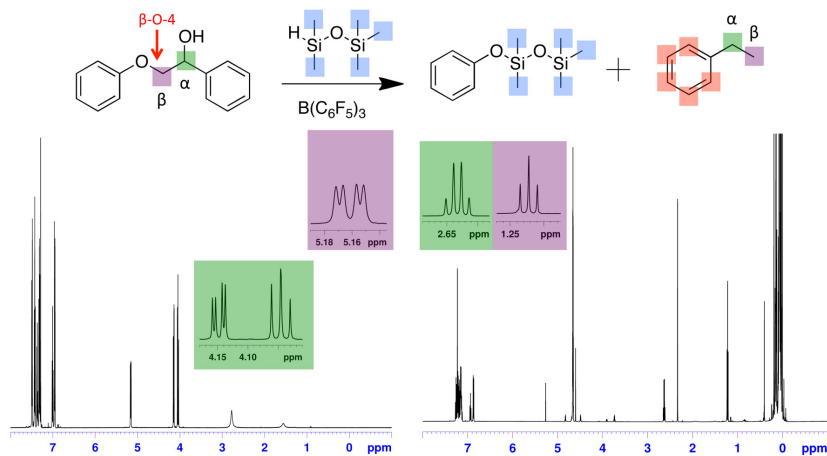 β-O-4
OH
O
β
α
H
Si
O
Si
B(C₆F₅)₃
O
Si
O
Si
+
α
β
5.18 5.16 ppm
2.65 ppm
1.25 ppm
4.15 4.10 ppm
7 6 5 4 3 2 1 0 ppm
7 6 5 4 3 2 1 0